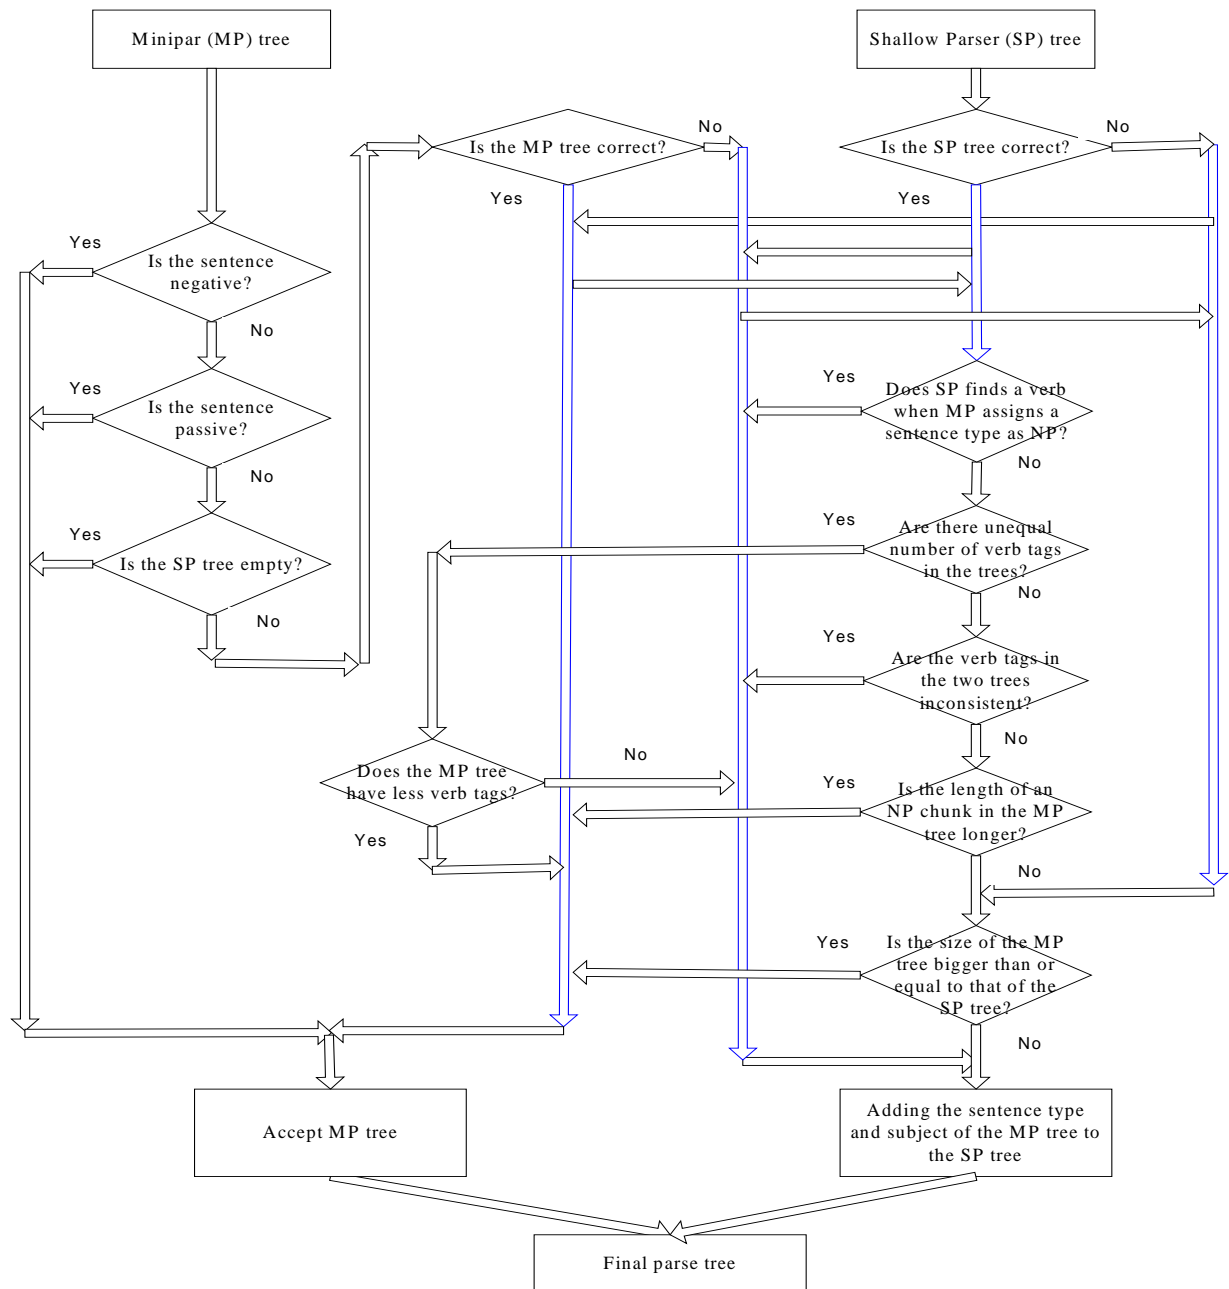 Minipar (MP) tree
Shallow Parser (SP) tree
No
No
Is the MP tree correct?
Is the SP tree correct?
Yes
Yes
Yes
Is the sentence
negative?
No
Yes
Yes
Does SP finds a verb
when MP assigns a
sentence type as NP?
Is the sentence
passive?
No
No
Yes
Yes
Are there unequal
number of verb tags
in the trees?
Is the SP tree empty?
No
No
Yes
Are the verb tags in
the two trees
inconsistent?
No
No
Does the MP tree
have less verb tags?
Yes
Is the length of an
NP chunk in the MP
tree longer?
Yes
No
Yes
Is the size of the MP
tree bigger than or
equal to that of the
SP tree?
No
Accept MP tree
Adding the sentence type
and subject of the MP tree to
the SP tree
Final parse tree